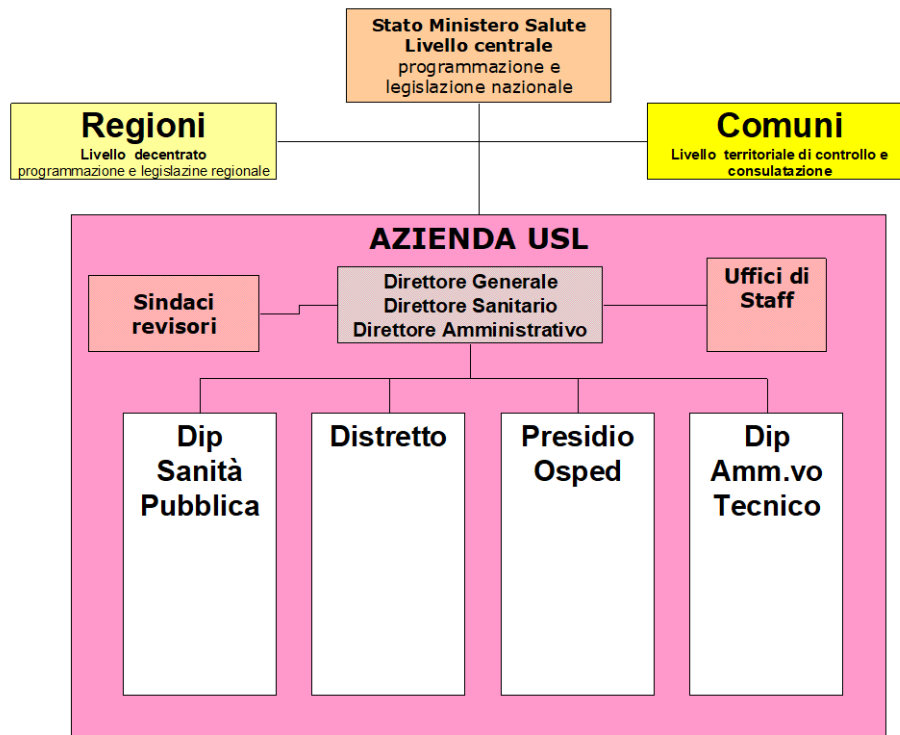 Stato Ministero Salute
Livello centrale
programmazione e
legislazione nazionale
Regioni
Livello decentrato
programmazione e legislazine regionale
Comuni
Livello territoriale di controllo e
consulatazione
AZIENDA USL
Sindaci
revisori
Direttore Generale
Direttore Sanitario
Direttore Amministrativo
Uffici di
Staff
Dip
Sanità
Pubblica
Distretto
Presidio
Osped
Dip
Amm.vo
Tecnico